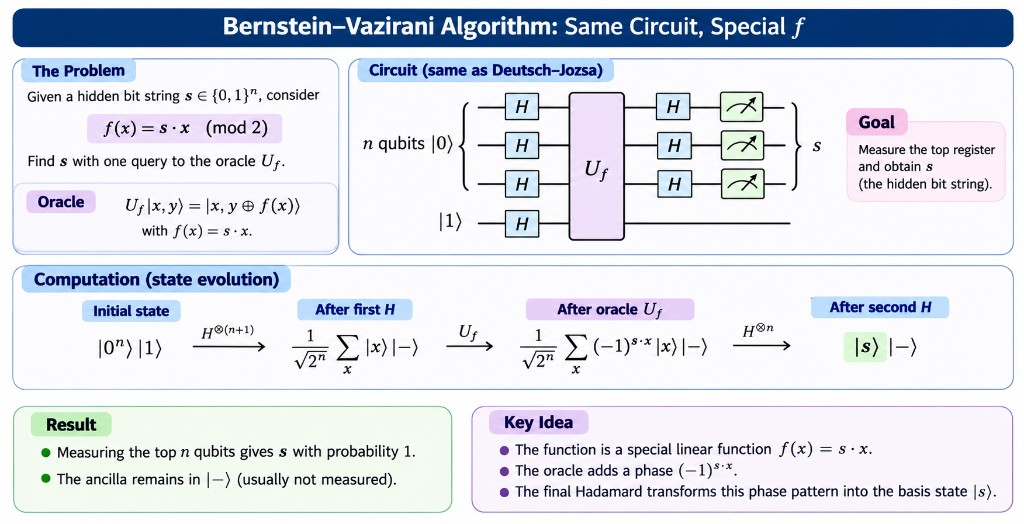 Bernstein–Vazirani Algorithm: Same Circuit, Special f
The Problem
Given a hidden bit string s ∈ {0, 1}ⁿ, consider
f(x) = s · x (mod 2)
Find s with one query to the oracle U_f.
Oracle
U_f|x, y⟩ = |x, y ⊕ f(x)⟩
with f(x) = s · x.
Circuit (same as Deutsch–Jozsa)
n qubits |0⟩
H
H
H
|1⟩
H
U_f
H
H
H
s
Goal
Measure the top register
and obtain s
(the hidden bit string).
Computation (state evolution)
Initial state
|0ⁿ⟩ |1⟩
H^{⊗(n+1)}
After first H
1/√2ⁿ ∑_x |x⟩ |−⟩
U_f
After oracle U_f
1/√2ⁿ ∑_x (−1)^{s·x} |x⟩ |−⟩
H^{⊗n}
After second H
|s⟩ |−⟩
Result
● Measuring the top n qubits gives s with probability 1.
● The ancilla remains in |−⟩ (usually not measured).
Key Idea
● The function is a special linear function f(x) = s · x.
● The oracle adds a phase (−1)^{s·x}.
● The final Hadamard transforms this phase pattern into the basis state |s⟩.